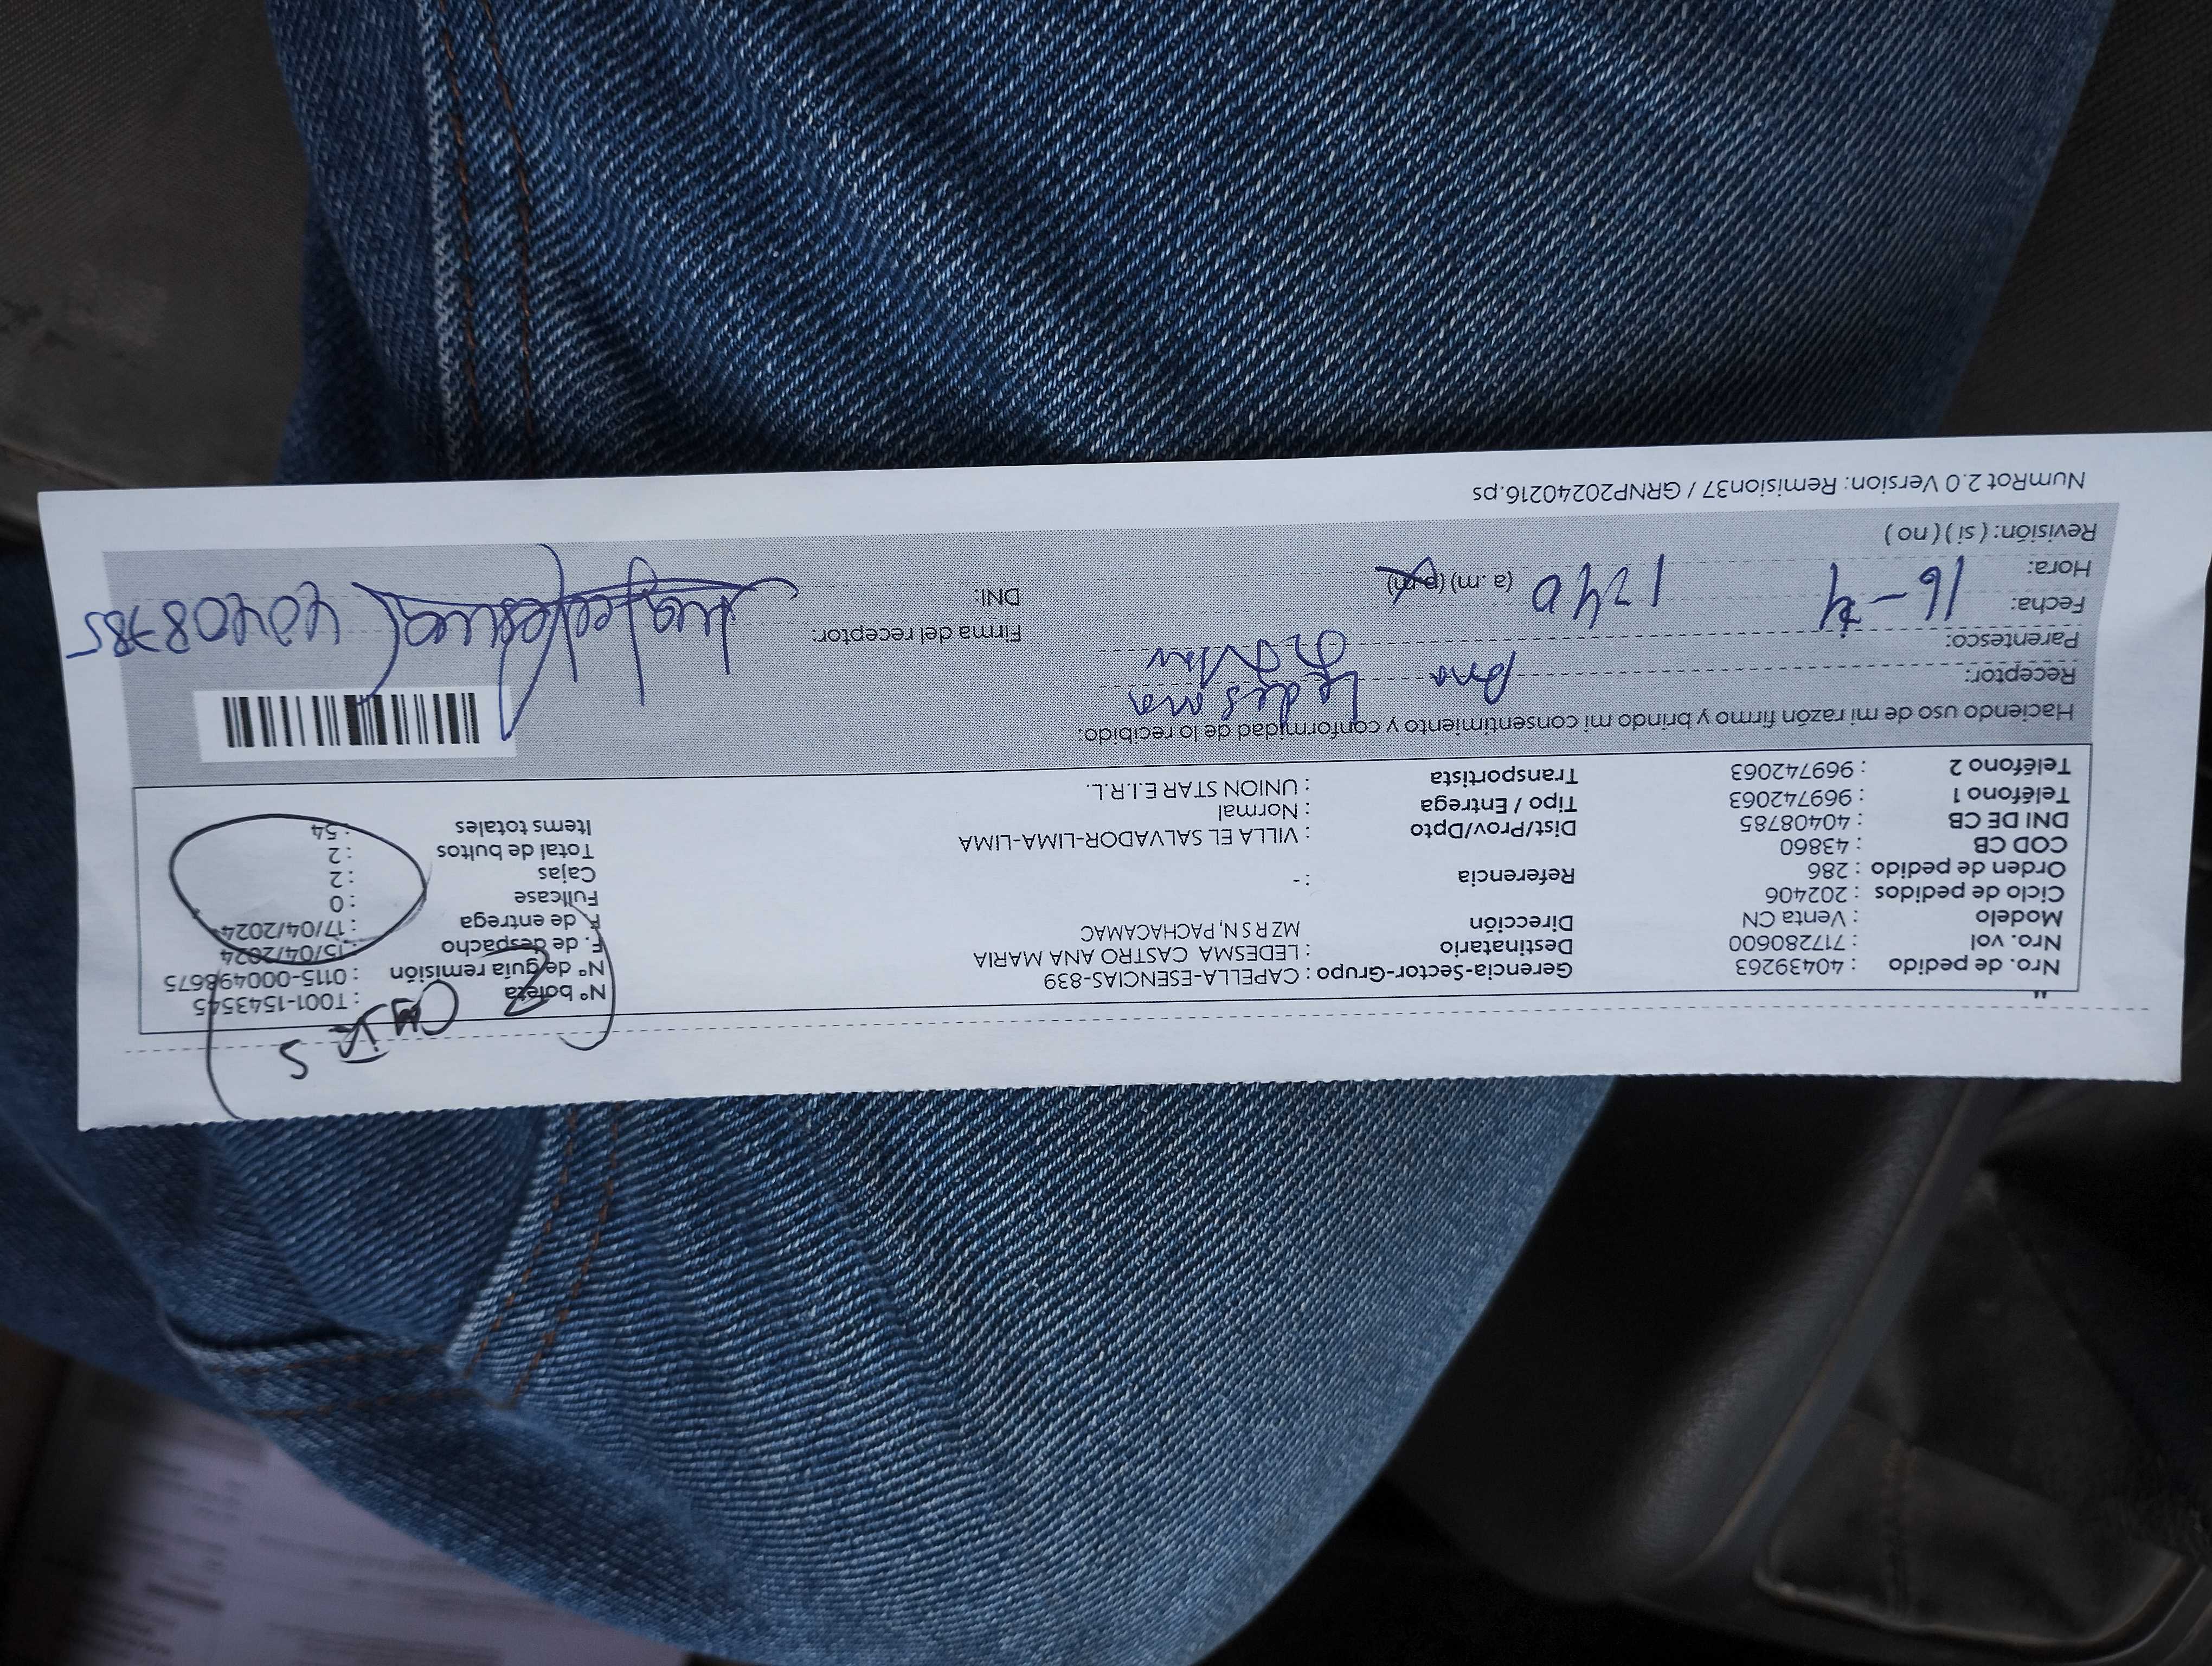 2 CAJAS
Nro. de pedido : 40439263
Nro. vol : 717280600
Modelo : Venta CN
Ciclo de pedidos : 202406
Orden de pedido : 286
COD CB : 43860
DNI DE CB : 40408785
Teléfono 1 : 969742063
Teléfono 2 : 969742063
Gerencia-Sector-Grupo : CAPELLA-ESENCIAS-839
Destinatario : LEDESMA CASTRO ANA MARIA
Dirección MZ R S N, PACHACAMAC
Referencia : -
Dist/Prov/Dpto : VILLA EL SALVADOR-LIMA-LIMA
Tipo / Entrega : Normal
Transportista : UNION STAR E.I.R.L.
N° boleta : T001-1543545
N° de guia remisión : 0115-000498675
F. de despacho : 15/04/2024
F. de entrega : 17/04/2024
Fullcase : 0
Cajas : 2
Total de bultos : 2
Items totales : 54
Haciendo uso de mi razón firmo y brindo mi consentimiento y conformidad de lo recibido:
Receptor: Ana Ledesma
Parentesco:
Fecha: 16-4
Hora: 1240 (a .m) (p.m)
Revisión: ( si ) ( no )
Firma del receptor:
DNI: 40408785
NumRot 2.0 Version: Remision37 / GRNP20240216.ps